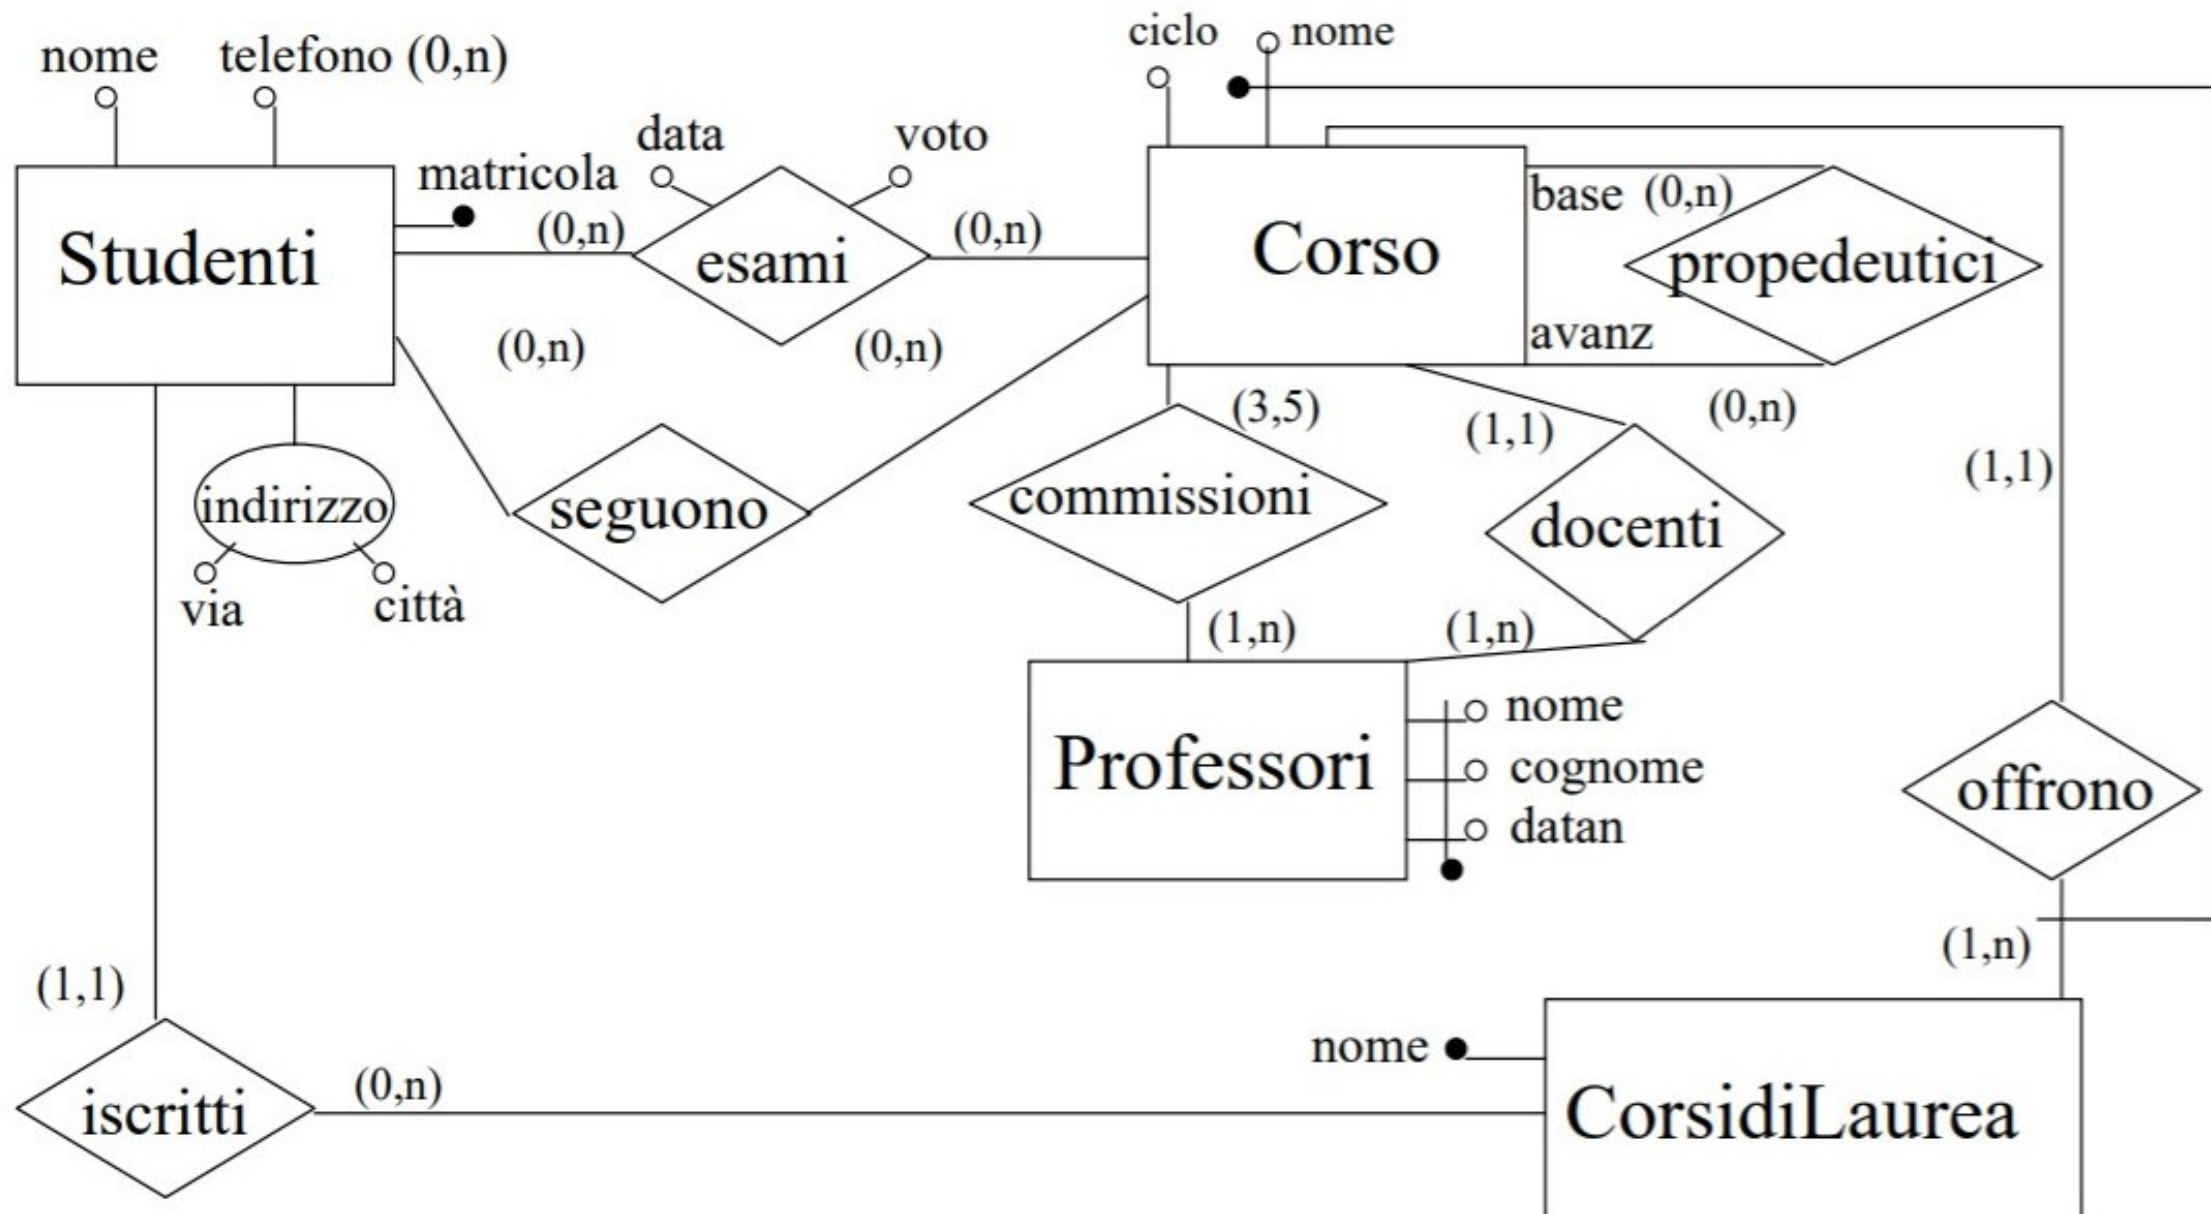 ciclo
nome
nome
telefono (0,n)
data
voto
matricola
base (0,n)
(0,n)
(0,n)
Studenti
esami
Corso
propedeutici
avanz
(0,n)
(0,n)
(3,5)
(1,1)
(0,n)
(1,1)
indirizzo
seguono
commissioni
docenti
via
città
(1,n)
(1,n)
nome
Professori
cognome
datan
offrono
(1,n)
(1,1)
nome
(0,n)
iscritti
CorsidiLaurea